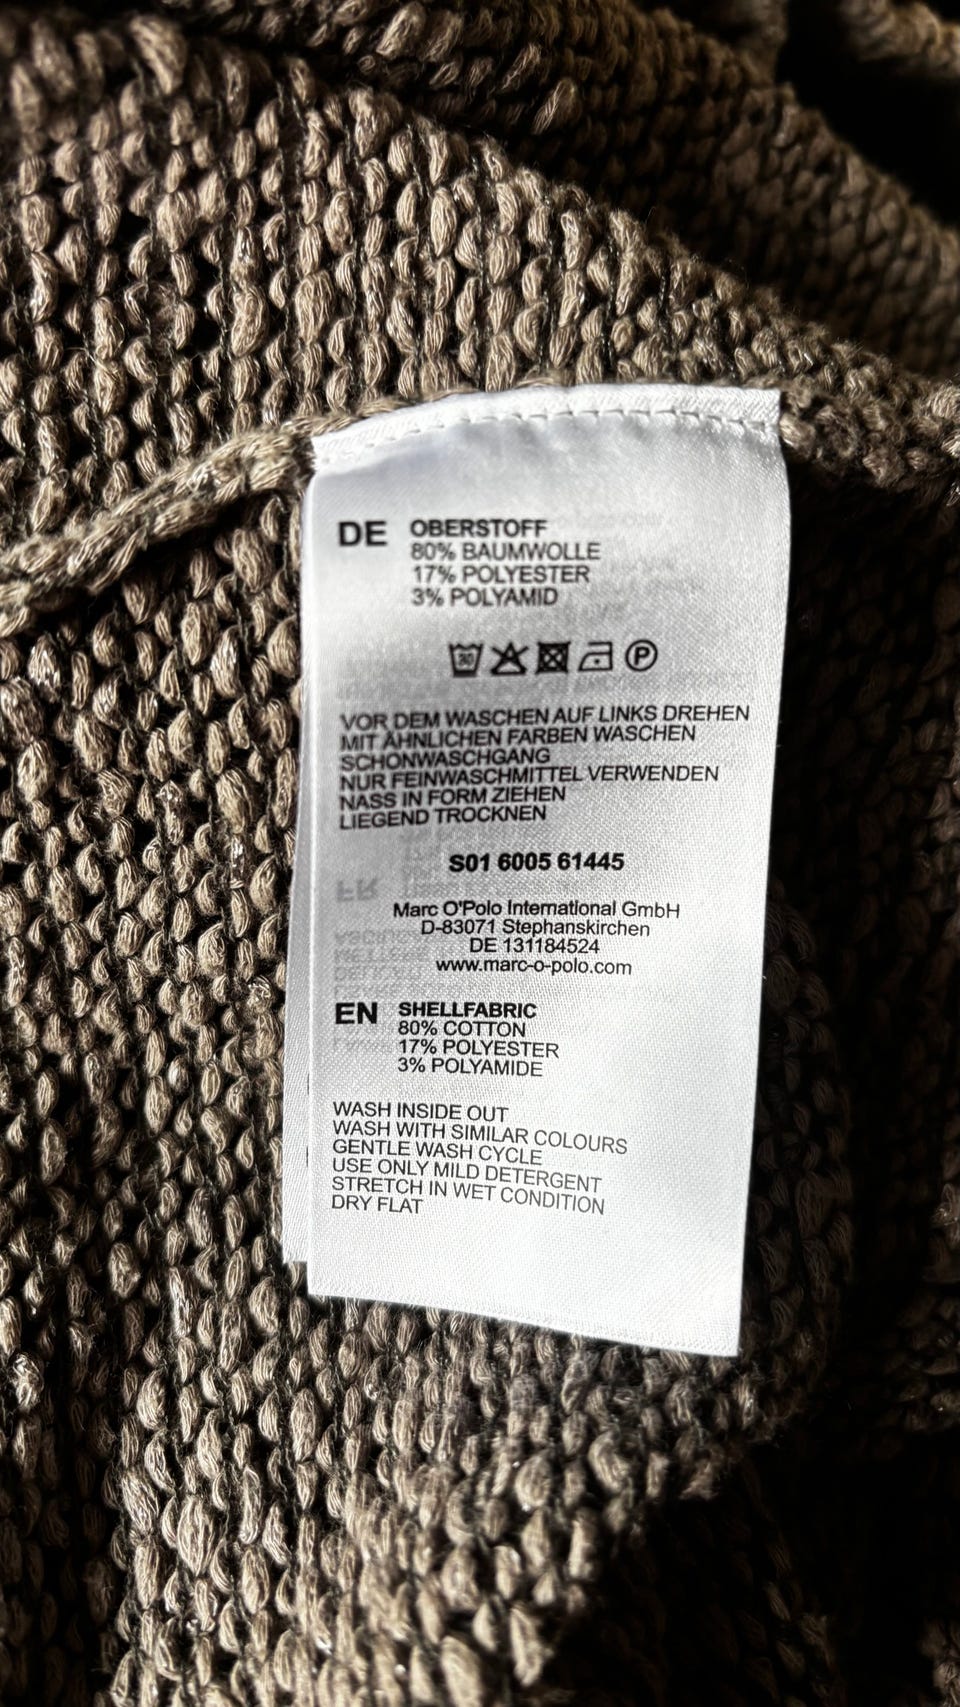 DE OBERSTOFF
80% BAUMWOLLE
17% POLYESTER
3% POLYAMID
30 P
VOR DEM WASCHEN AUF LINKS DREHEN
MIT ÄHNLICHEN FARBEN WASCHEN
SCHONWASCHGANG
NUR FEINWASCHMITTEL VERWENDEN
NASS IN FORM ZIEHEN
LIEGEND TROCKNEN
S01 6005 61445
Marc O'Polo International GmbH
D-83071 Stephanskirchen
DE 131184524
www.marc-o-polo.com
EN SHELLFABRIC
80% COTTON
17% POLYESTER
3% POLYAMIDE
WASH INSIDE OUT
WASH WITH SIMILAR COLOURS
GENTLE WASH CYCLE
USE ONLY MILD DETERGENT
STRETCH IN WET CONDITION
DRY FLAT